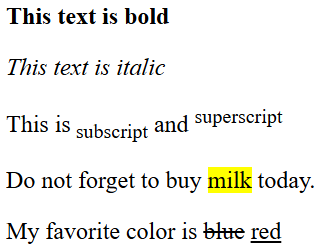 This text is bold
This text is italic
This is subscript and superscript
Do not forget to buy milk today.
My favorite color is blue red